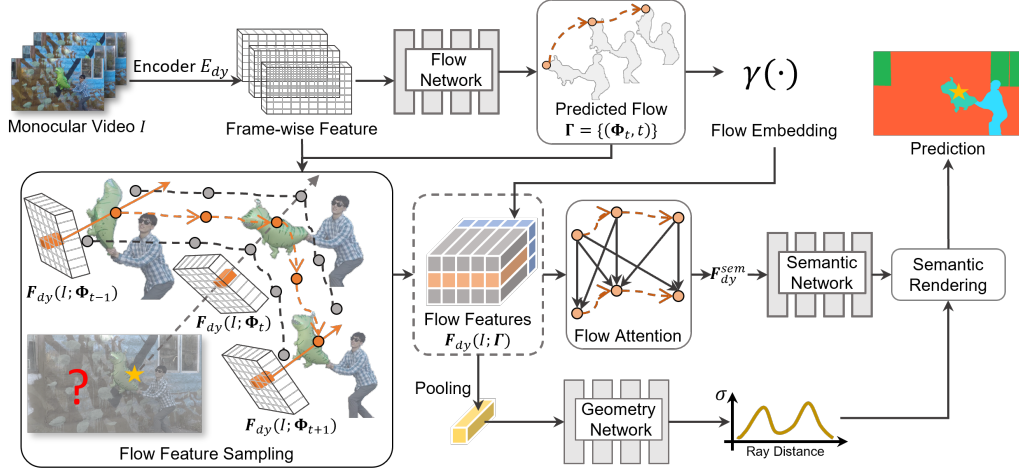 Monocular Video I
Encoder E_dy
Frame-wise Feature
Flow
Network
Predicted Flow
Γ = {(Φ_t, t)}
γ(·)
Flow Embedding
Prediction
F_dy(I; Φ_{t−1})
F_dy(I; Φ_t)
F_dy(I; Φ_{t+1})
?
Flow Feature Sampling
Flow Features
F_dy(I; Γ)
Flow Attention
F_dy^sem
Semantic
Network
Semantic
Rendering
Pooling
Geometry
Network
σ
Ray Distance